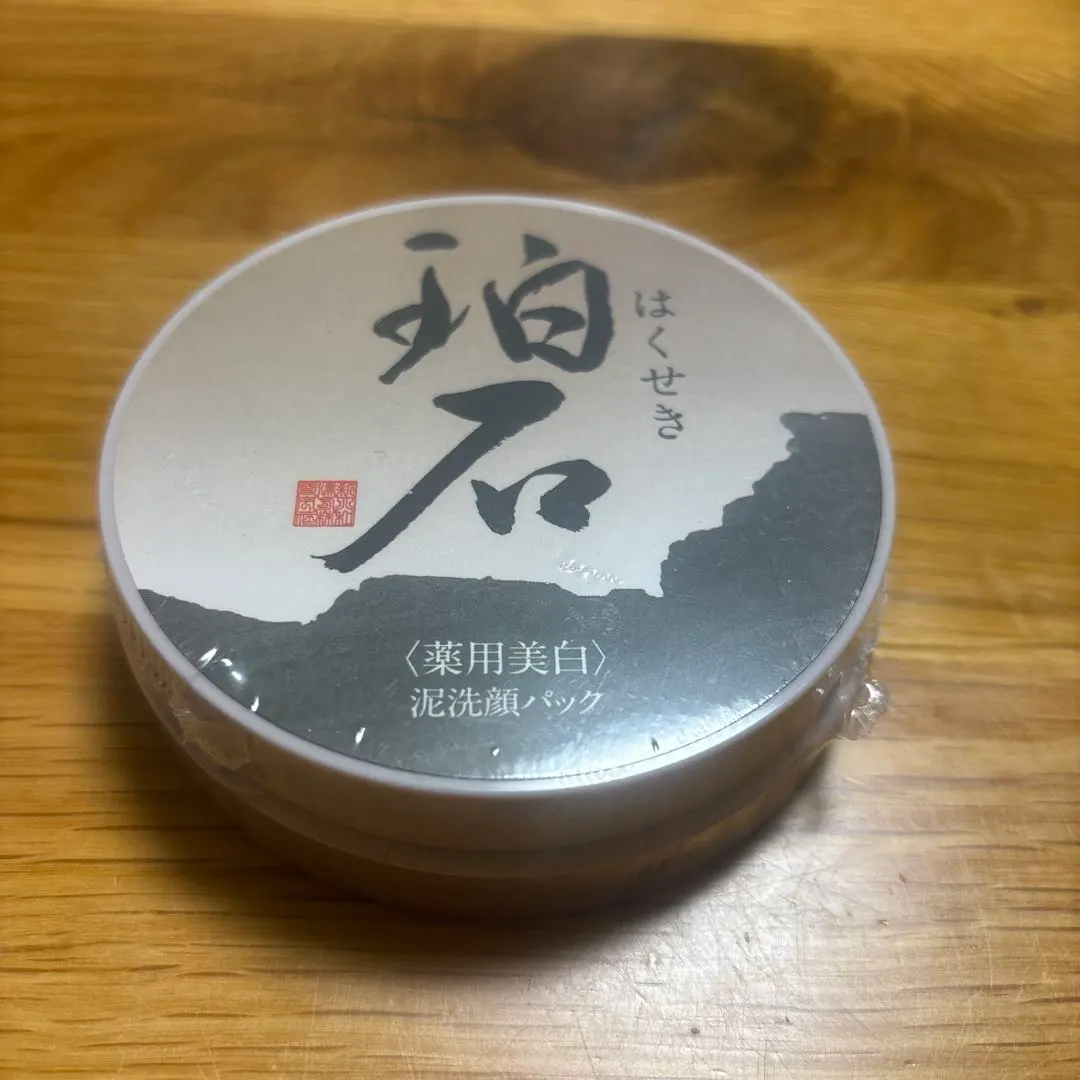 珀石
はくせき
〈薬用美白〉
泥洗顔パック